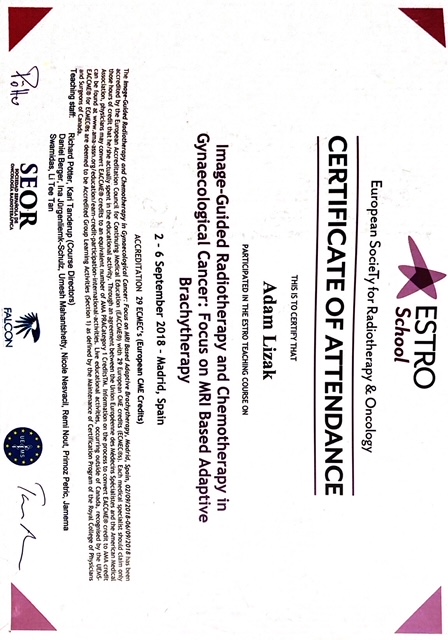 ESTRO
School
European SocieTy for Radiotherapy & Oncology
CERTIFICATE OF ATTENDANCE
THIS IS TO CERTIFY THAT
Adam Lizak
PARTICIPATED IN THE ESTRO TEACHING COURSE ON
Image-Guided Radiotherapy and Chemotherapy in
Gynaecological Cancer: Focus on MRI Based Adaptive
Brachytherapy
2 - 6 September 2018 - Madrid, Spain
ACCREDITATION 29 ECMEC's (European CME Credits)
The Image-Guided Radiotherapy and Chemotherapy in Gynaecological Cancer: Focus on MRI Based Adaptive Brachytherapy, Madrid, Spain, 02/09/2018-06/09/2018 has been
accredited by the European Accreditation Council for Continuing Medical Education (EACCME®) with 29 European CME credits (ECMECs). Each medical specialist should claim only
those hours of credit that he/she actually spent in the educational activity. Through an agreement between the Union Européenne des Médecins Spécialistes and the American Medical
Association, physicians may convert EACCME® credits to an equivalent number of AMA PRACategory 1 CreditsTM. Information on the process to convert EACCME® credit to AMA credit
can be found at www.ama-assn.org/education/earn-credit-participation-international-activities. Live educational activities, occurring outside of Canada, recognised by the UEMS-
EACCME® for ECMECs are deemed to be Accredited Group Learning Activities (Section 1) as defined by the Maintenance of Certification Program of the Royal College of Physicians
and Surgeons of Canada.
Teaching staff: Richard Pötter, Kari Tanderup (Course Directors)
Daniel Berger, Ina Jürgenliemk-Schulz, Umesh Mahantshetty, Nicole Nesvacil, Remi Nout, Primoz Petric, Jamema
Swamidas, Li Tee Tan
Pötter
SEOR
SOCIEDAD ESPAÑOLA DE
ONCOLOGÍA RADIOTERÁPICA
FALCON
UEMS